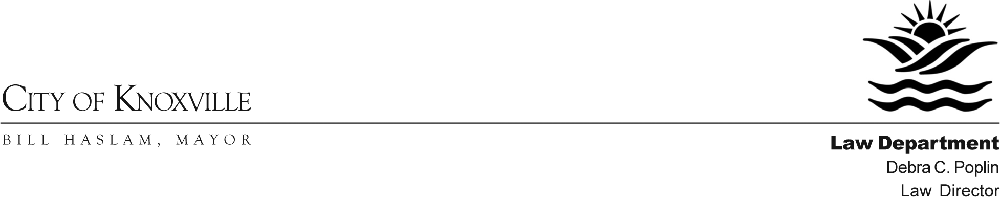 CITY OF KNOXVILLE
BILL HASLAM, MAYOR
Law Department
Debra C. Poplin
Law Director